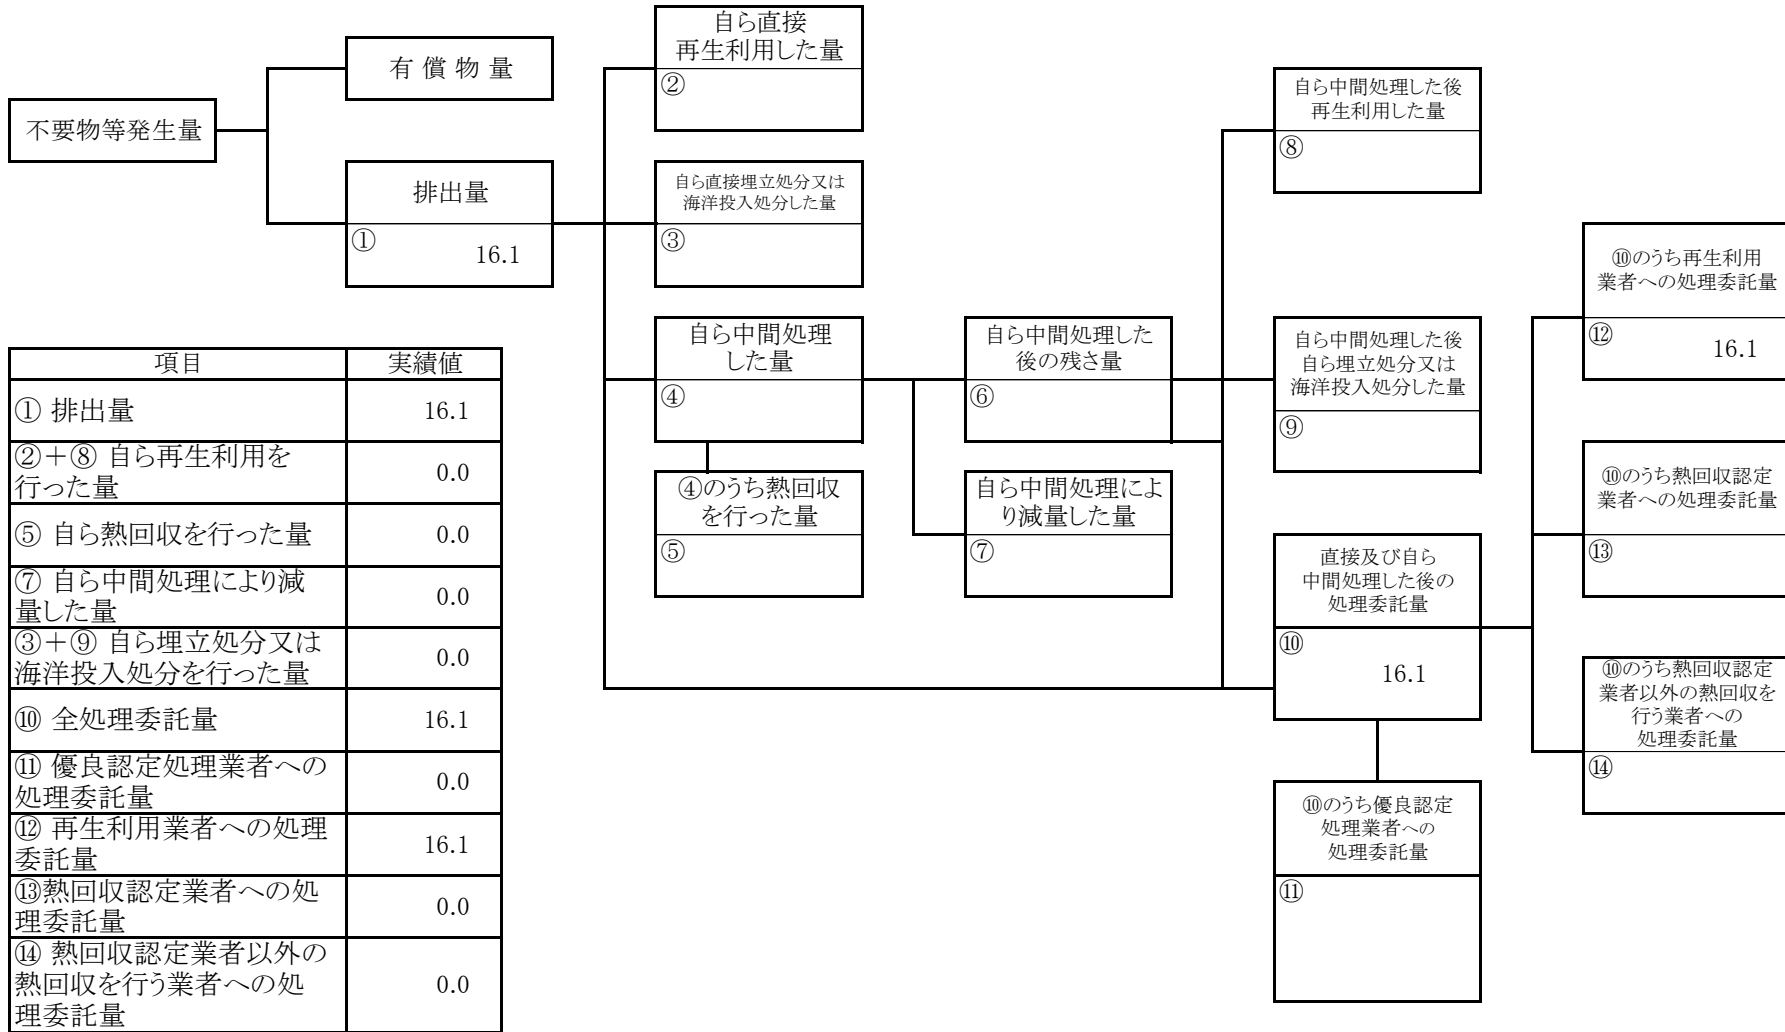 不要物等発生量
有 償 物 量
排出量
①
16.1
自ら直接
再生利用した量
②
自ら直接埋立処分又は
海洋投入処分した量
③
自ら中間処理
した量
④
④のうち熱回収
を行った量
⑤
自ら中間処理した
後の残さ量
⑥
自ら中間処理によ
り減量した量
⑦
自ら中間処理した後
再生利用した量
⑧
自ら中間処理した後
自ら埋立処分又は
海洋投入処分した量
⑨
直接及び自ら
中間処理した後の
処理委託量
⑩
16.1
⑩のうち優良認定
処理業者への
処理委託量
⑪
⑩のうち再生利用
業者への処理委託量
⑫
16.1
⑩のうち熱回収認定
業者への処理委託量
⑬
⑩のうち熱回収認定
業者以外の熱回収を
行う業者への
処理委託量
⑭
項目 実績値
① 排出量 16.1
②＋⑧ 自ら再生利用を
行った量 0.0
⑤ 自ら熱回収を行った量 0.0
⑦ 自ら中間処理により減
量した量 0.0
③＋⑨ 自ら埋立処分又は
海洋投入処分を行った量 0.0
⑩ 全処理委託量 16.1
⑪ 優良認定処理業者への
処理委託量 0.0
⑫ 再生利用業者への処理
委託量 16.1
⑬熱回収認定業者への処
理委託量 0.0
⑭ 熱回収認定業者以外の
熱回収を行う業者への処
理委託量 0.0